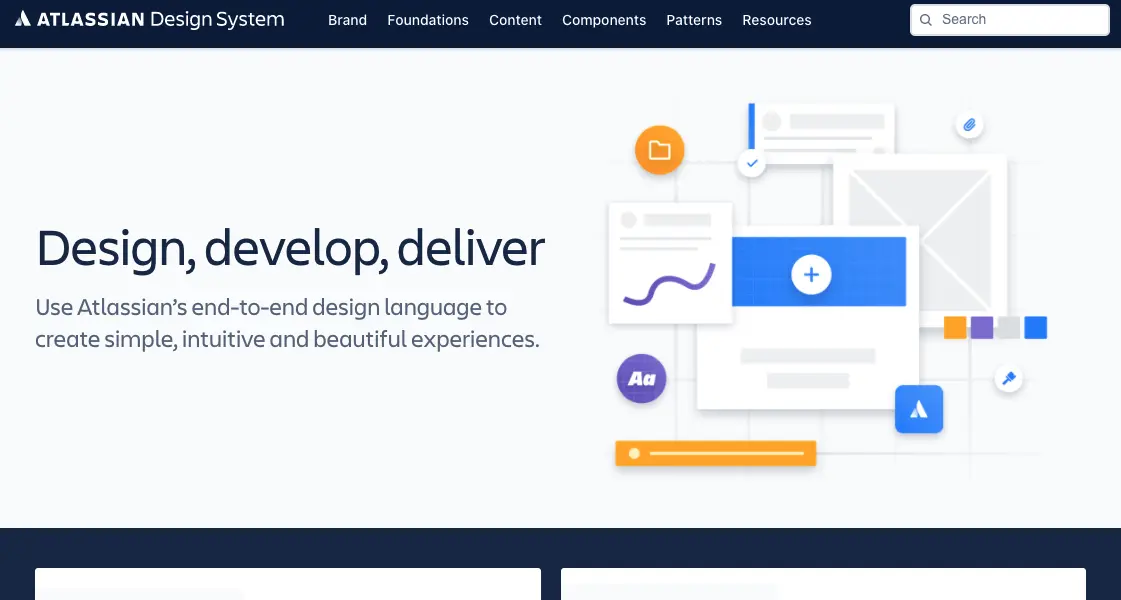 ATLASSIAN Design System
Brand Foundations Content Components Patterns Resources
Search
Design, develop, deliver
Use Atlassian’s end-to-end design language to
create simple, intuitive and beautiful experiences.
Aa